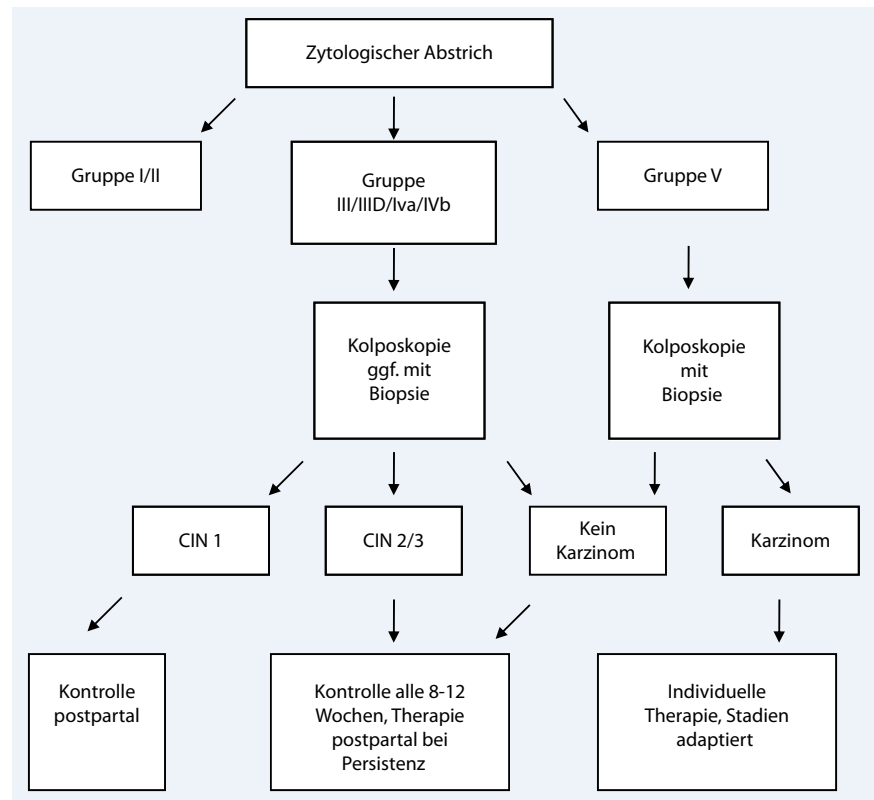 Zytologischer Abstrich
Gruppe I/II
Gruppe
III/IIID/Iva/IVb
Gruppe V
Kolposkopie
ggf. mit
Biopsie
Kolposkopie
mit
Biopsie
CIN 1
CIN 2/3
Kein
Karzinom
Karzinom
Kontrolle
postpartal
Kontrolle alle 8-12
Wochen, Therapie
postpartal bei
Persistenz
Individuelle
Therapie, Stadien
adaptiert